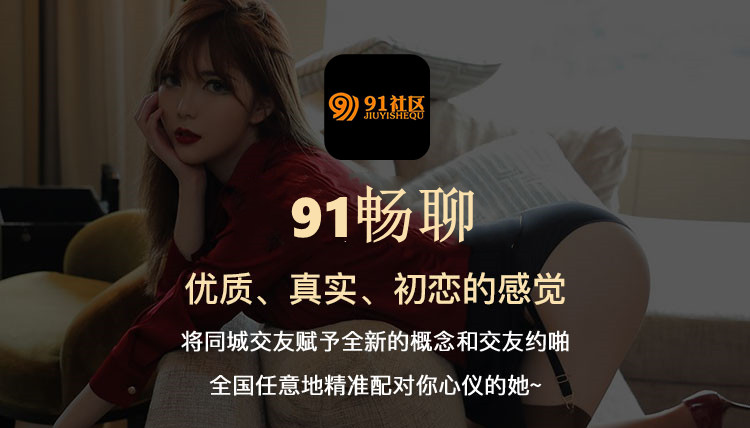 91社区
JIUYISHEQU
91畅聊
优质、真实、初恋的感觉
将同城交友赋予全新的概念和交友约啪
全国任意地精准配对你心仪的她~